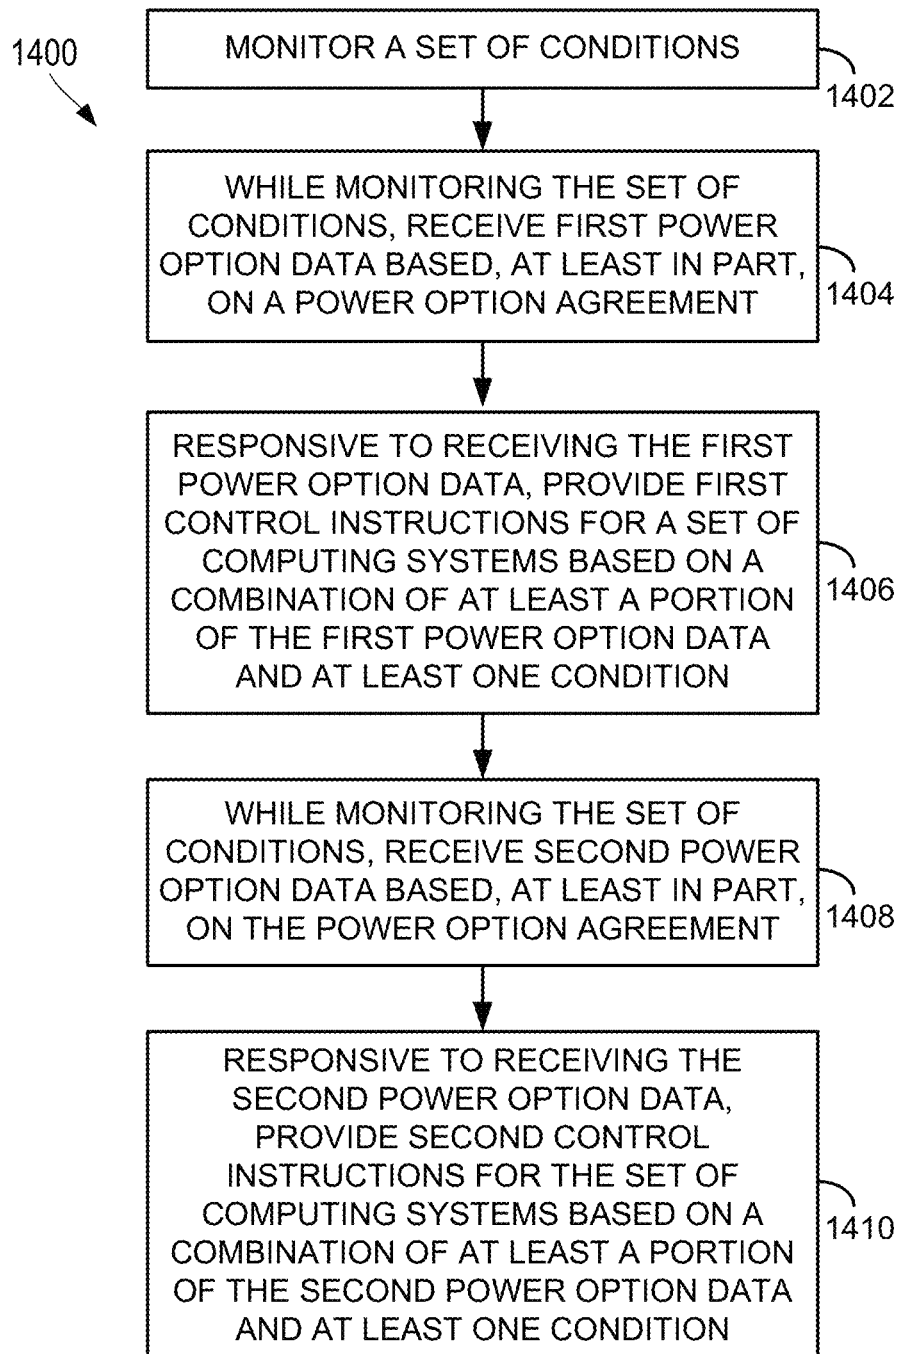 1400
MONITOR A SET OF CONDITIONS
1402
WHILE MONITORING THE SET OF
CONDITIONS, RECEIVE FIRST POWER
OPTION DATA BASED, AT LEAST IN PART,
ON A POWER OPTION AGREEMENT
1404
RESPONSIVE TO RECEIVING THE FIRST
POWER OPTION DATA, PROVIDE FIRST
CONTROL INSTRUCTIONS FOR A SET OF
COMPUTING SYSTEMS BASED ON A
COMBINATION OF AT LEAST A PORTION
OF THE FIRST POWER OPTION DATA
AND AT LEAST ONE CONDITION
1406
WHILE MONITORING THE SET OF
CONDITIONS, RECEIVE SECOND POWER
OPTION DATA BASED, AT LEAST IN PART,
ON THE POWER OPTION AGREEMENT
1408
RESPONSIVE TO RECEIVING THE
SECOND POWER OPTION DATA,
PROVIDE SECOND CONTROL
INSTRUCTIONS FOR THE SET OF
COMPUTING SYSTEMS BASED ON A
COMBINATION OF AT LEAST A PORTION
OF THE SECOND POWER OPTION DATA
AND AT LEAST ONE CONDITION
1410